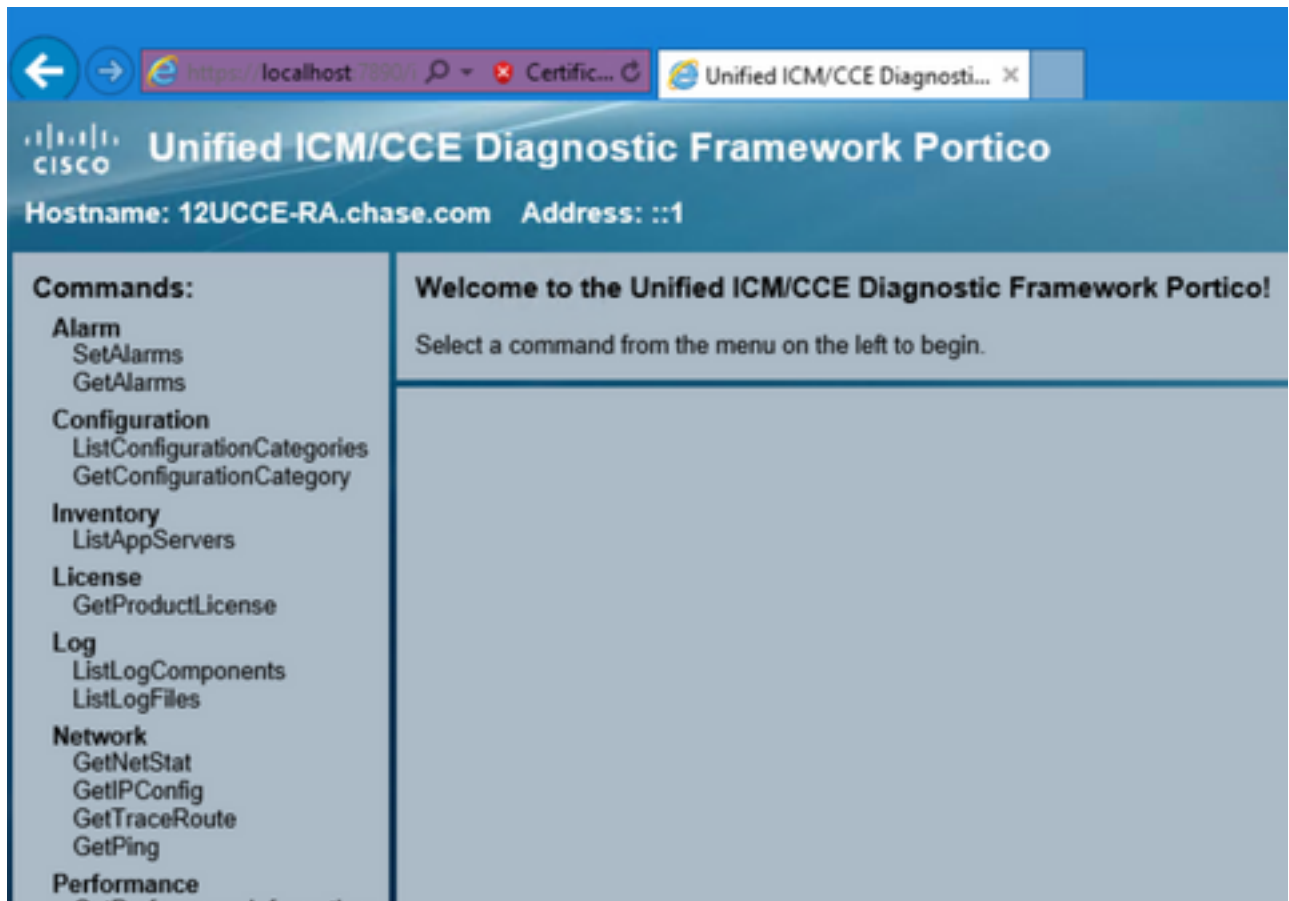 https://localhost:7890/i Certific...
Unified ICM/CCE Diagnosti...
CISCO
Unified ICM/CCE Diagnostic Framework Portico
Hostname: 12UCCE-RA.chase.com Address: ::1
Commands:
Alarm
SetAlarms
GetAlarms
Configuration
ListConfigurationCategories
GetConfigurationCategory
Inventory
ListAppServers
License
GetProductLicense
Log
ListLogComponents
ListLogFiles
Network
GetNetStat
GetIPConfig
GetTraceRoute
GetPing
Performance
Welcome to the Unified ICM/CCE Diagnostic Framework Portico!
Select a command from the menu on the left to begin.